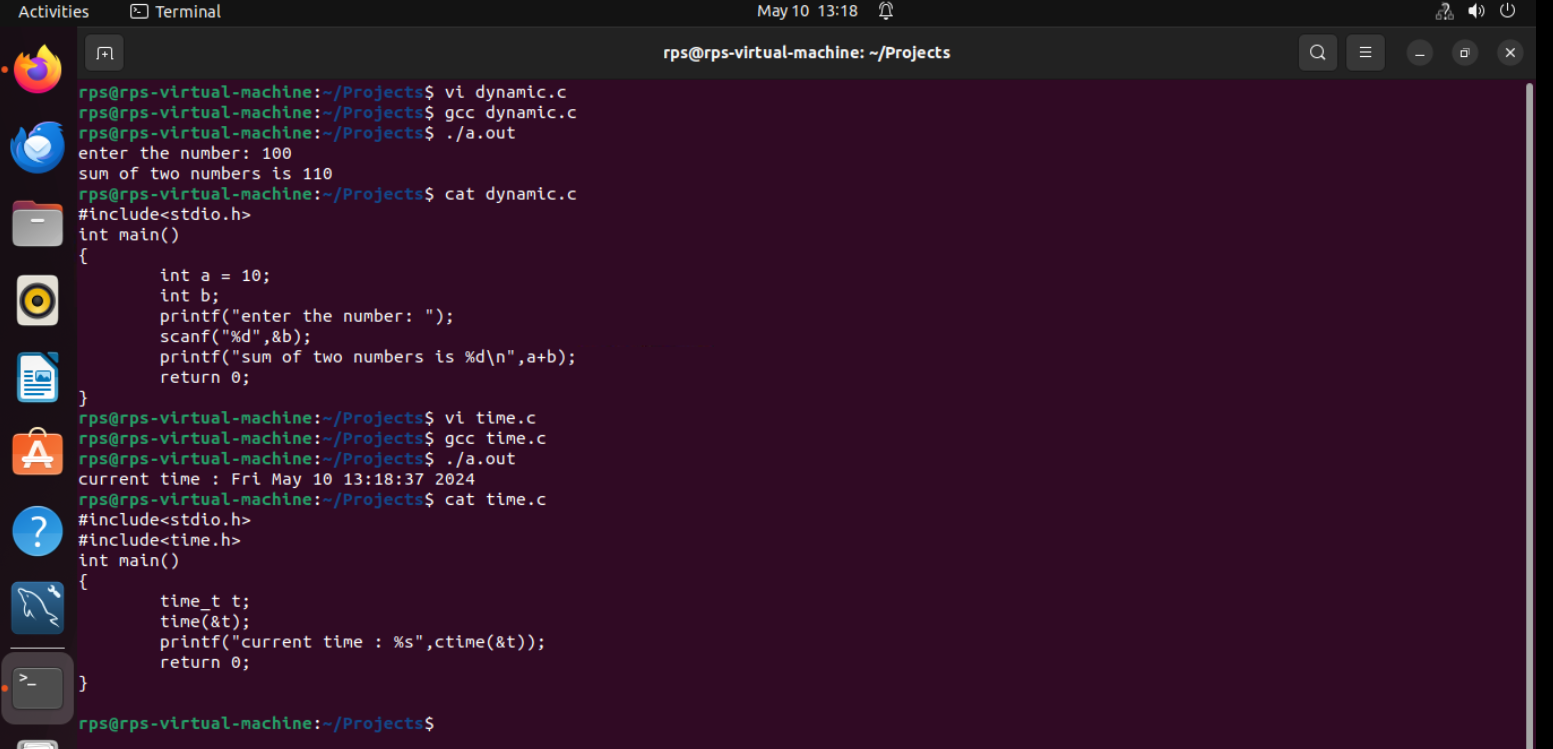 Activities Terminal May 10 13:18
rps@rps-virtual-machine: ~/Projects
rps@rps-virtual-machine:~/Projects$ vi dynamic.c
rps@rps-virtual-machine:~/Projects$ gcc dynamic.c
rps@rps-virtual-machine:~/Projects$ ./a.out
enter the number: 100
sum of two numbers is 110
rps@rps-virtual-machine:~/Projects$ cat dynamic.c
#include<stdio.h>
int main()
{
        int a = 10;
        int b;
        printf("enter the number: ");
        scanf("%d",&b);
        printf("sum of two numbers is %d\n",a+b);
        return 0;
}
rps@rps-virtual-machine:~/Projects$ vi time.c
rps@rps-virtual-machine:~/Projects$ gcc time.c
rps@rps-virtual-machine:~/Projects$ ./a.out
current time : Fri May 10 13:18:37 2024
rps@rps-virtual-machine:~/Projects$ cat time.c
#include<stdio.h>
#include<time.h>
int main()
{
        time_t t;
        time(&t);
        printf("current time : %s",ctime(&t));
        return 0;
}

rps@rps-virtual-machine:~/Projects$